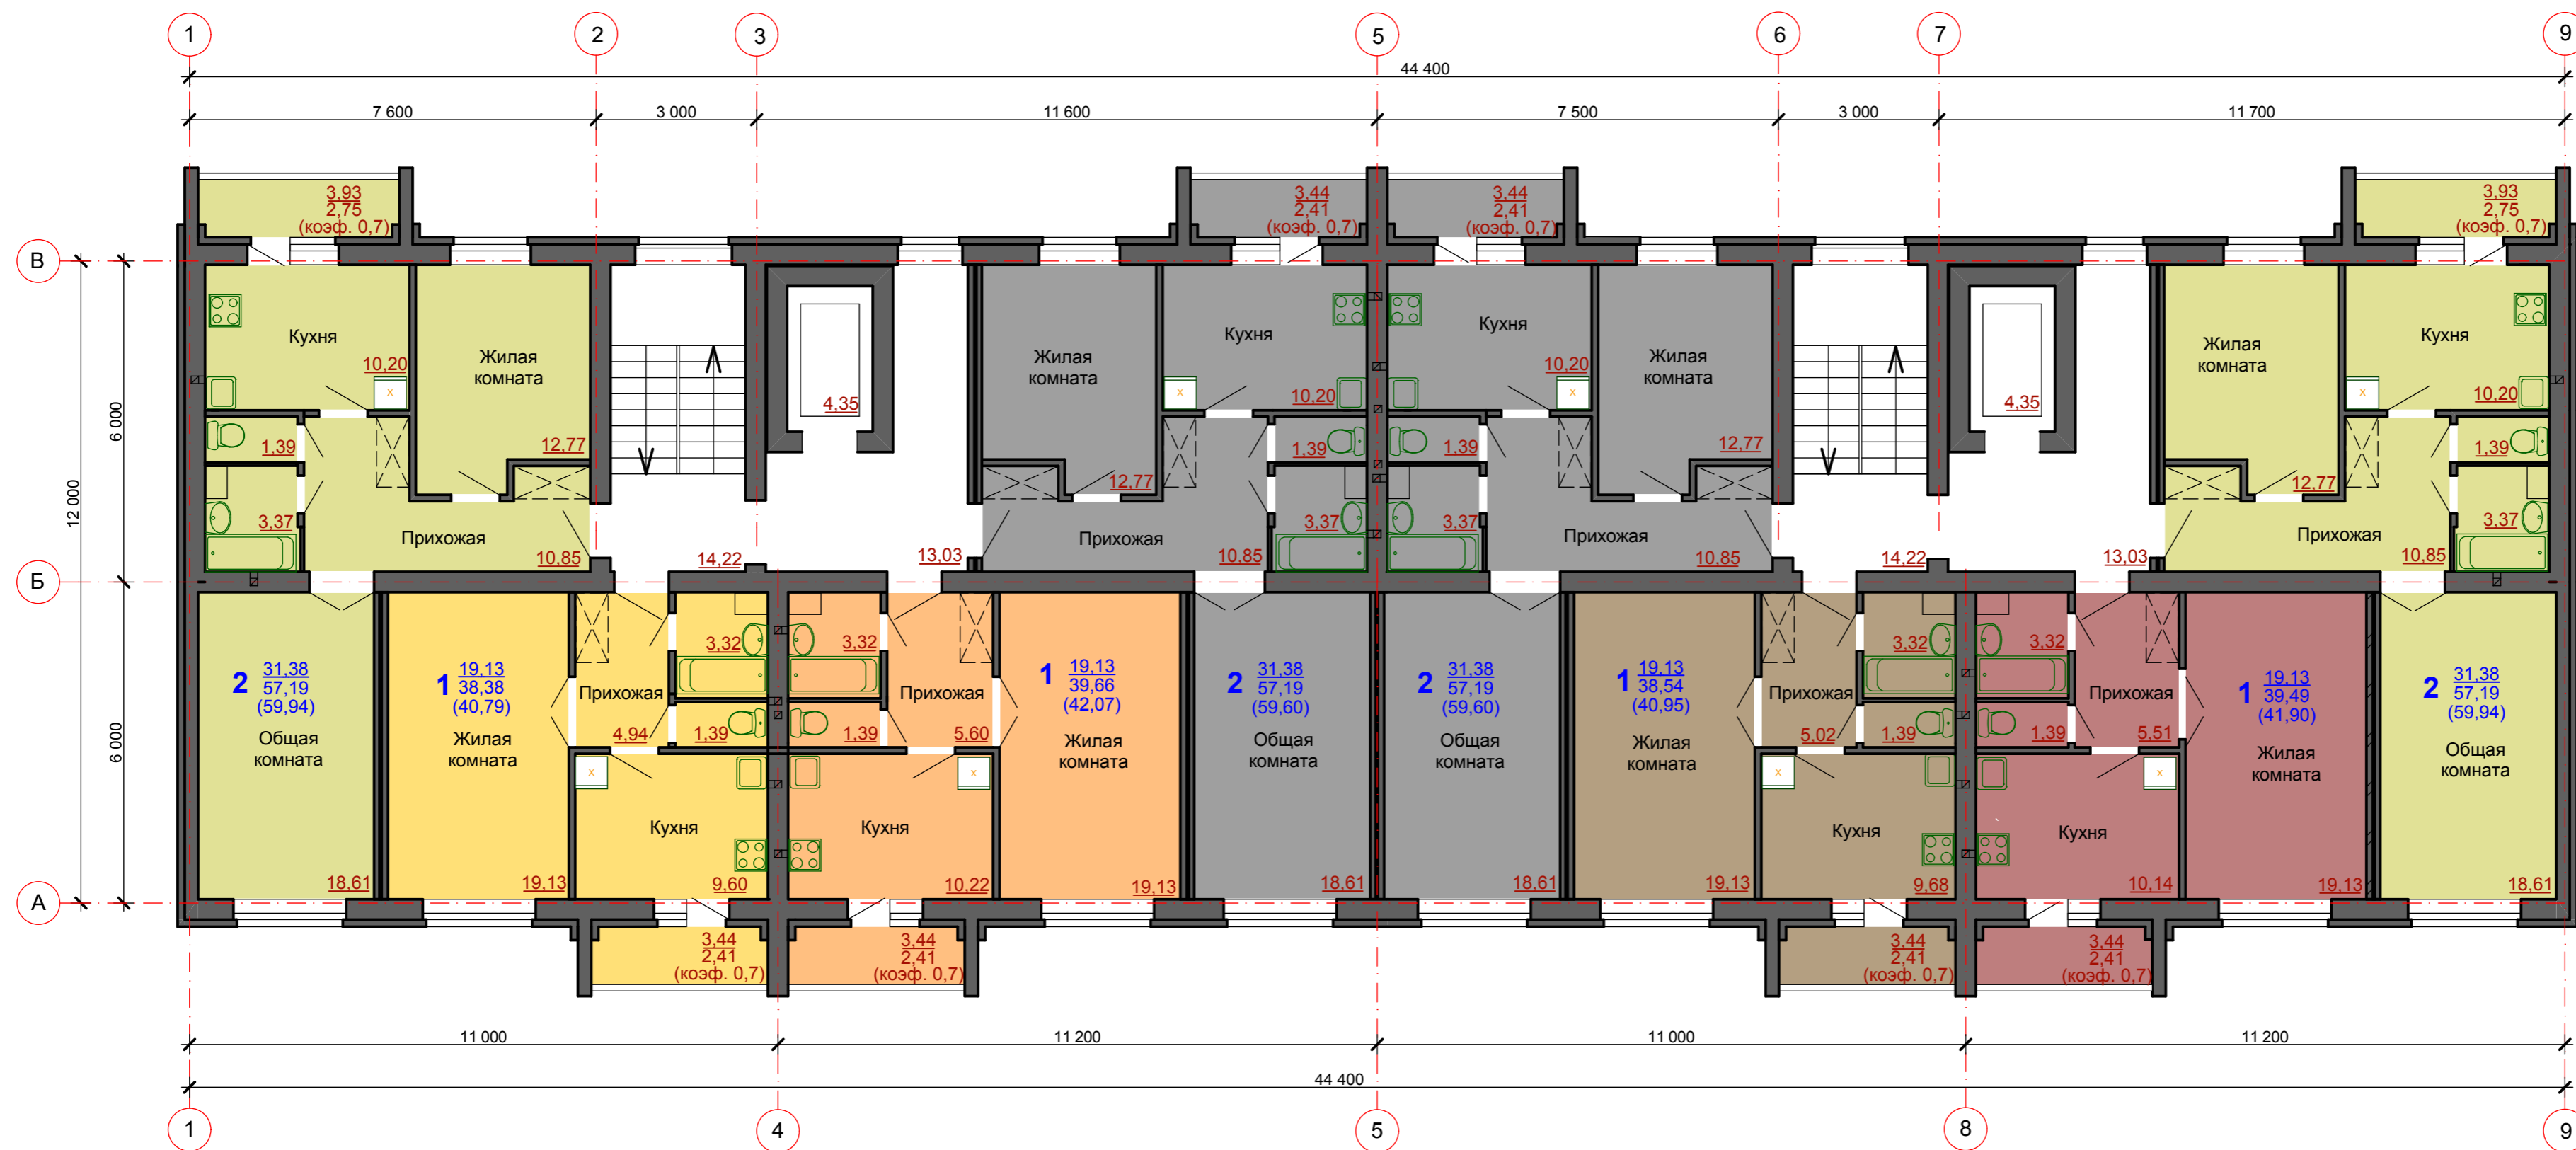 1 2 3 5 6 7 9
44 400
7 600 3 000 11 600 7 500 3 000 11 700
3,93 3,44 3,44 3,93
2,75 2,41 2,41 2,75
(коэф. 0,7) (коэф. 0,7) (коэф. 0,7) (коэф. 0,7)
В
Кухня
10,20
Жилая
комната
12,77
4,35
Жилая
комната
12,77
Кухня
10,20
Кухня
10,20
Жилая
комната
12,77
4,35
Жилая
комната
12,77
Кухня
10,20
х х х х
6 000
12 000
1,39 1,39 1,39 1,39
3,37 3,37 3,37 3,37
Прихожая
10,85
14,22
13,03
Прихожая
10,85
Прихожая
10,85
14,22
13,03
Прихожая
10,85
Б
6 000
2
31,38
57,19
(59,94)
Общая
комната
18,61
1
19,13
38,38
(40,79)
Жилая
комната
19,13
Прихожая
4,94
3,32
1,39
х
Кухня
9,60
3,32
1,39
Прихожая
5,60
х
Кухня
10,22
1
19,13
39,66
(42,07)
Жилая
комната
19,13
2
31,38
57,19
(59,60)
Общая
комната
18,61
2
31,38
57,19
(59,60)
Общая
комната
18,61
1
19,13
38,54
(40,95)
Жилая
комната
19,13
Прихожая
5,02
3,32
1,39
х
Кухня
9,68
3,32
1,39
Прихожая
5,51
х
Кухня
10,14
1
19,13
39,49
(41,90)
Жилая
комната
19,13
2
31,38
57,19
(59,94)
Общая
комната
18,61
А
3,44 3,44 3,44 3,44
2,41 2,41 2,41 2,41
(коэф. 0,7) (коэф. 0,7) (коэф. 0,7) (коэф. 0,7)
11 000 11 200 11 000 11 200
44 400
1 4 5 8 9